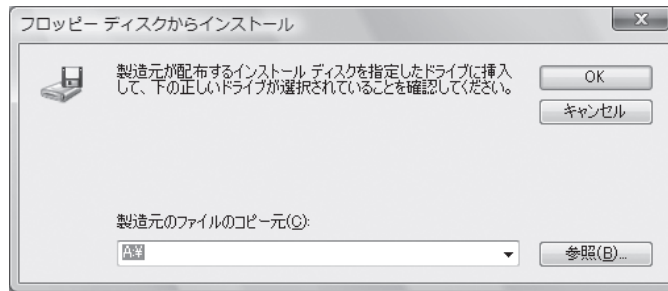 フロッピー ディスクからインストール
製造元が配布するインストール ディスクを指定したドライブに挿入
して、下の正しいドライブが選択されていることを確認してください。
OK
キャンセル
製造元のファイルのコピー元(C):
A:¥
参照(B)...